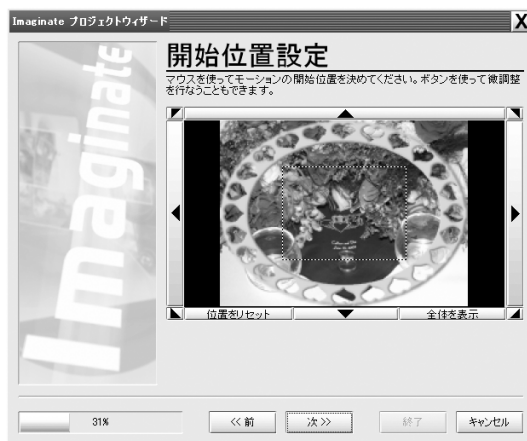 Imaginate プロジェクトウィザード X
Imaginate
開始位置設定
マウスを使ってモーションの開始位置を決めてください。ボタンを使って微調整
を行なうこともできます。
位置をリセット 全体を表示
31% << 前 次 >> 終了 キャンセル